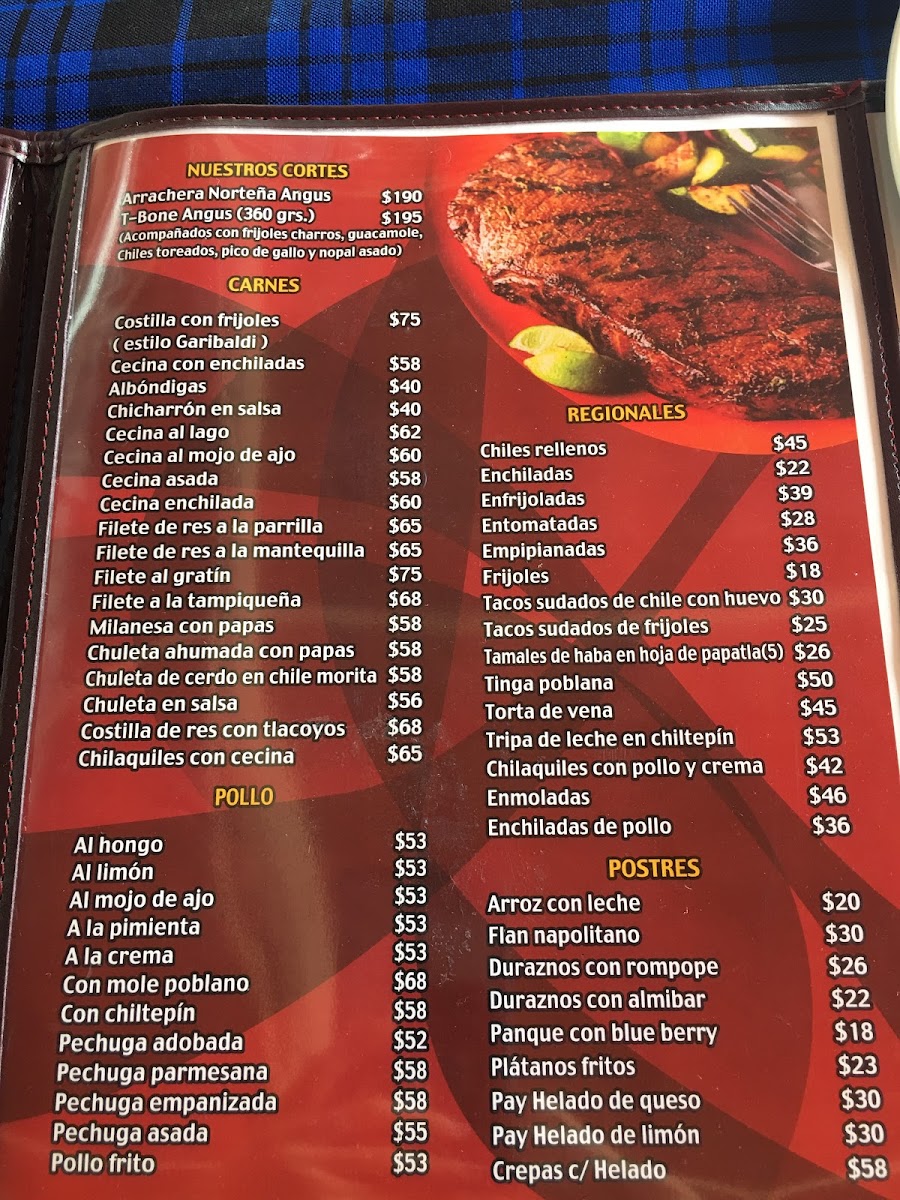 NUESTROS CORTES
Arrachera Norteña Angus $190
T-Bone Angus (360 grs.) $195
(Acompañados con frijoles charros, guacamole,
Chiles toreados, pico de gallo y nopal asado)
CARNES
Costilla con frijoles $75
( estilo Garibaldi )
Cecina con enchiladas $58
Albóndigas $40
Chicharrón en salsa $40
Cecina al lago $62
Cecina al mojo de ajo $60
Cecina asada $58
Cecina enchilada $60
Filete de res a la parrilla $65
Filete de res a la mantequilla $65
Filete al gratín $75
Filete a la tampiqueña $68
Milanesa con papas $58
Chuleta ahumada con papas $58
Chuleta de cerdo en chile morita $58
Chuleta en salsa $56
Costilla de res con tlacoyos $68
Chilaquiles con cecina $65
POLLO
Al hongo $53
Al limón $53
Al mojo de ajo $53
A la pimienta $53
A la crema $53
Con mole poblano $68
Con chiltepín $58
Pechuga adobada $52
Pechuga parmesana $58
Pechuga empanizada $58
Pechuga asada $55
Pollo frito $53
REGIONALES
Chiles rellenos $45
Enchiladas $22
Enfrijoladas $39
Entomatadas $28
Empipianadas $36
Frijoles $18
Tacos sudados de chile con huevo $30
Tacos sudados de frijoles $25
Tamales de haba en hoja de papatla(5) $26
Tinga poblana $50
Torta de vena $45
Tripa de leche en chiltepín $53
Chilaquiles con pollo y crema $42
Enmoladas $46
Enchiladas de pollo $36
POSTRES
Arroz con leche $20
Flan napolitano $30
Duraznos con rompope $26
Duraznos con almibar $22
Panque con blue berry $18
Plátanos fritos $23
Pay Helado de queso $30
Pay Helado de limón $30
Crepas c/ Helado $58